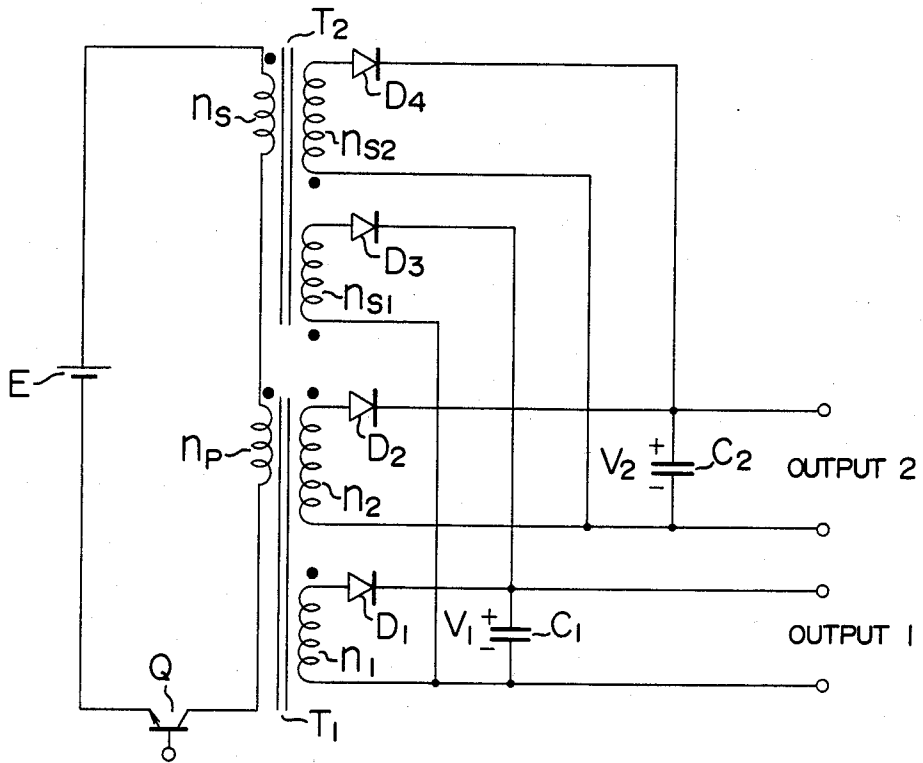 T2
nS
D4
nS2
D3
nS1
E
nP
D2
n2
V2
+
−
C2
OUTPUT 2
D1
n1
V1
+
−
C1
OUTPUT 1
Q
T1